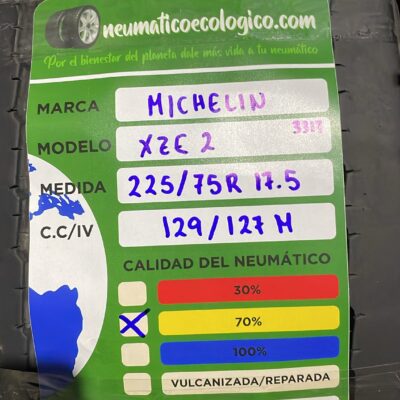 neumaticoecologico.com
Por el bienestar del planeta dale más vida a tu neumático
MARCA MICHELIN
MODELO XZE 2 3317
MEDIDA 225/75R 17.5
C.C/IV 129/127 M
CALIDAD DEL NEUMÁTICO
30%
X 70%
100%
VULCANIZADA/REPARADA